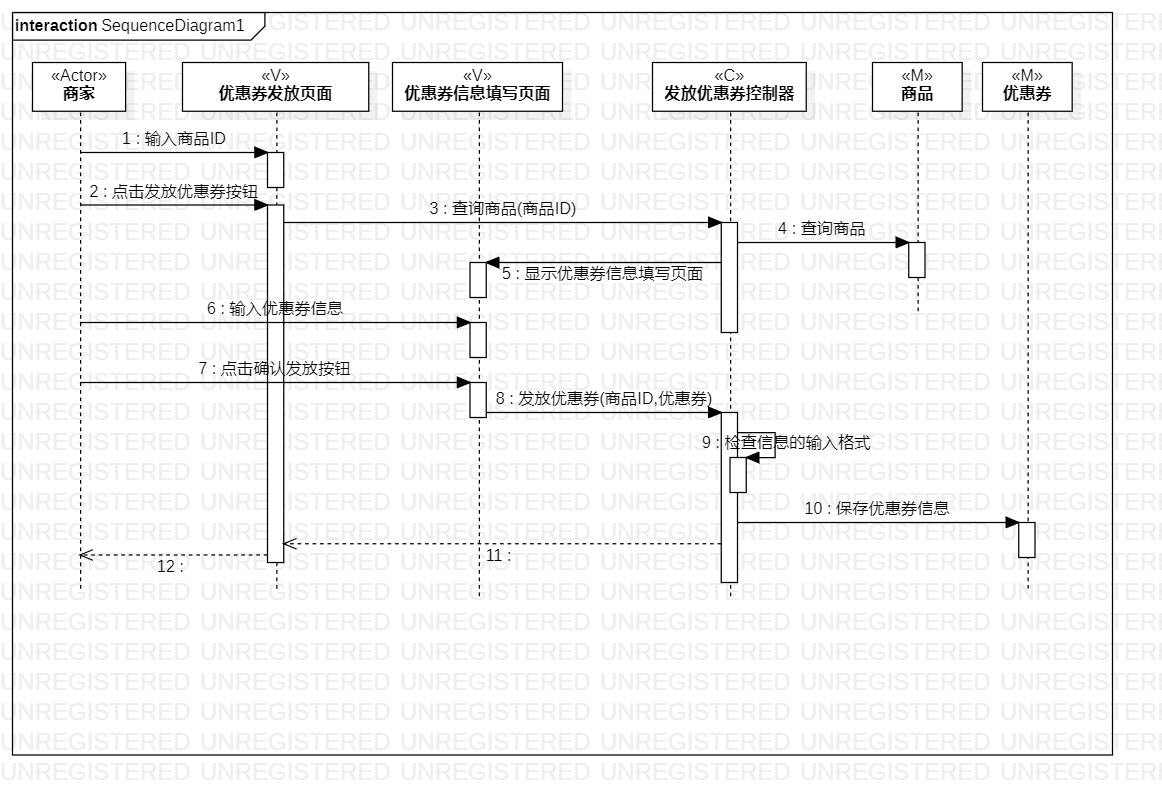 interaction SequenceDiagram1
«Actor»
商家
«V»
优惠券发放页面
«V»
优惠券信息填写页面
«C»
发放优惠券控制器
«M»
商品
«M»
优惠券
1 : 输入商品ID
2 : 点击发放优惠券按钮
3 : 查询商品(商品ID)
4 : 查询商品
5 : 显示优惠券信息填写页面
6 : 输入优惠券信息
7 : 点击确认发放按钮
8 : 发放优惠券(商品ID,优惠券)
9 : 检查信息的输入格式
10 : 保存优惠券信息
11 :
12 :
UNREGISTERED UNREGISTERED UNREGISTERED UNREGISTERED UNREGISTERED